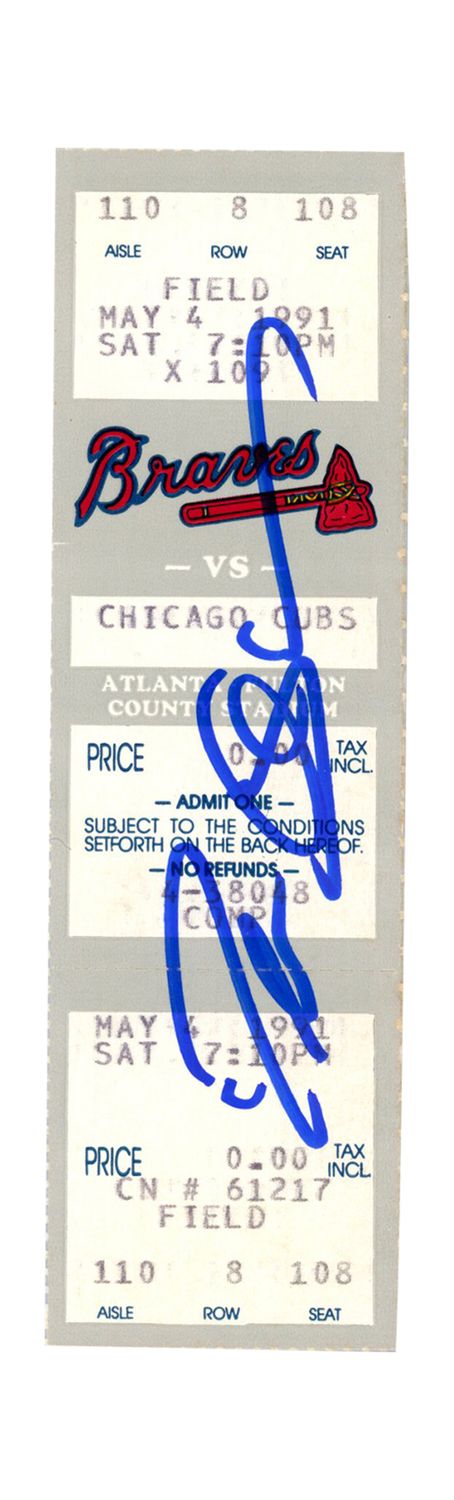 110 8 108
AISLE ROW SEAT
FIELD
MAY 4 1991
SAT 7:10PM
X 109
Braves
— VS —
CHICAGO CUBS
ATLANTA FULTON
COUNTY STADIUM
PRICE 0.00 TAX
INCL.
— ADMIT ONE —
SUBJECT TO THE CONDITIONS
SETFORTH ON THE BACK HEREOF.
— NO REFUNDS —
4-38048
COMP
MAY 4 1991
SAT 7:10PM
PRICE 0.00 TAX
INCL.
CN # 61217
FIELD
110 8 108
AISLE ROW SEAT